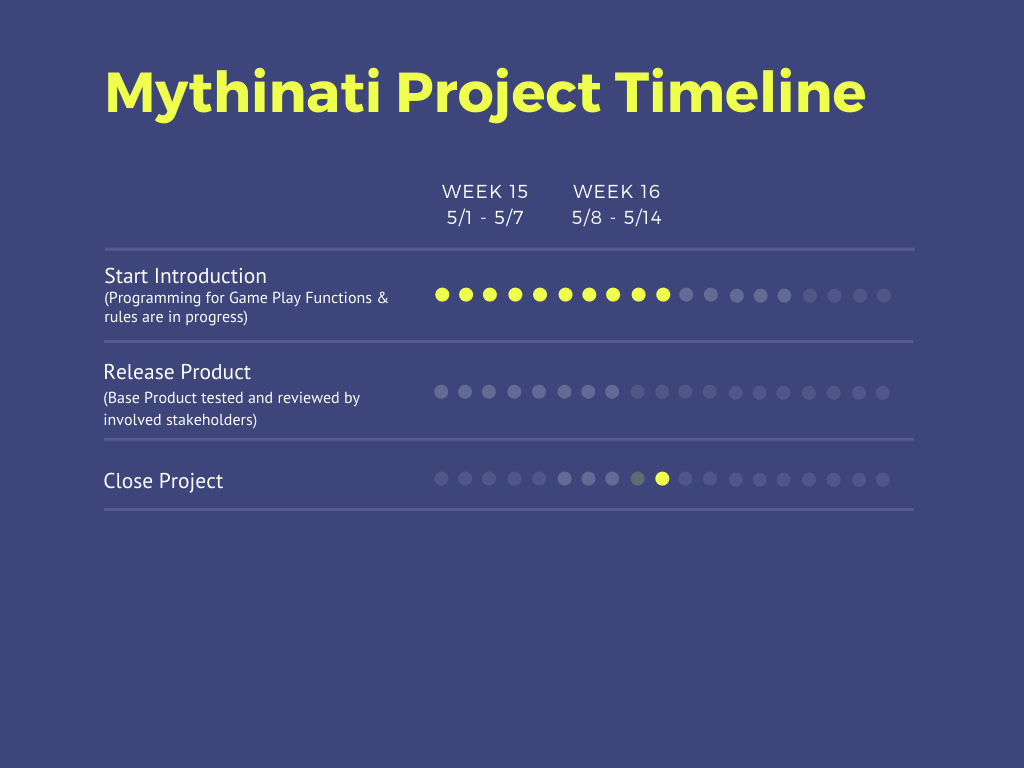 Mythinati Project Timeline
WEEK 15 WEEK 16
5/1 - 5/7 5/8 - 5/14
Start Introduction
(Programming for Game Play Functions &
rules are in progress)
Release Product
(Base Product tested and reviewed by
involved stakeholders)
Close Project